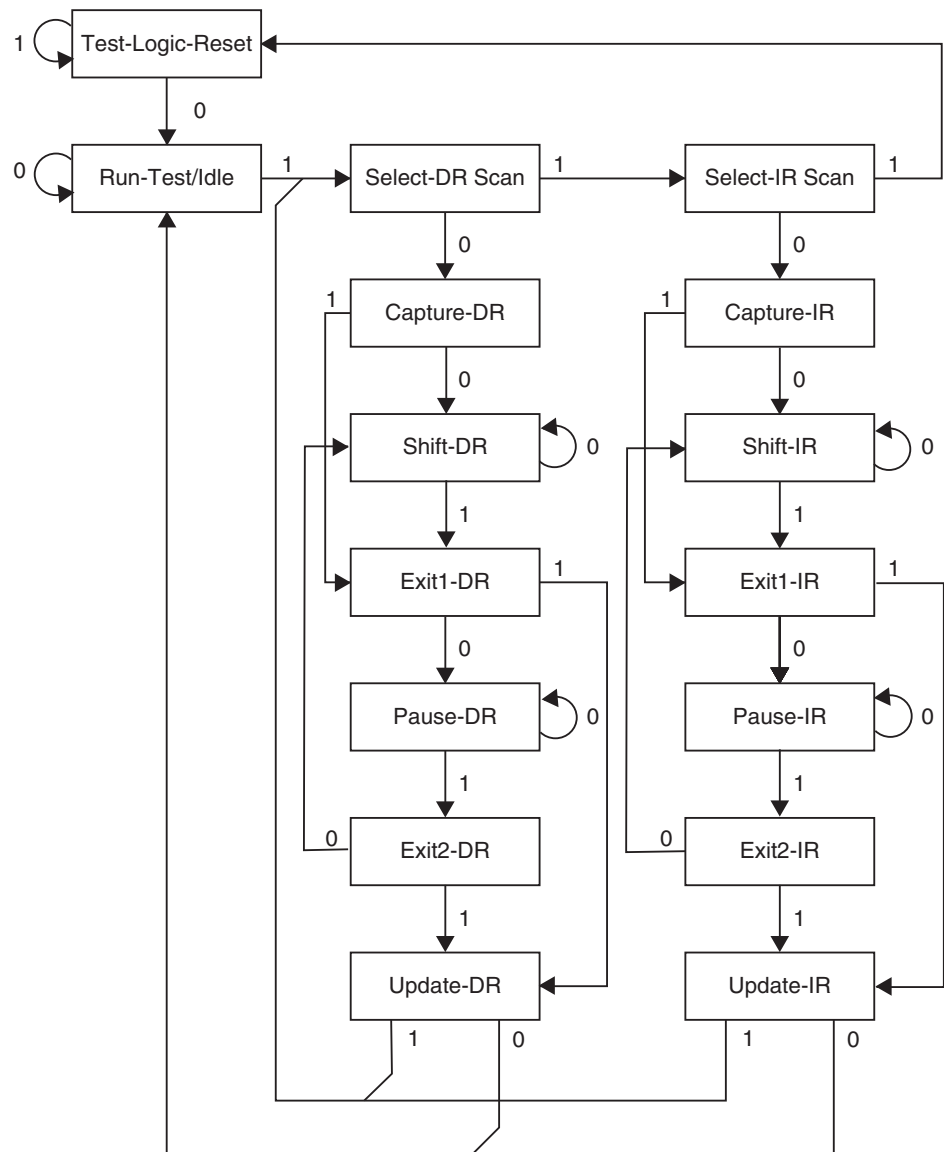 1
Test-Logic-Reset
0
0
Run-Test/Idle
1
Select-DR Scan
1
Select-IR Scan
1
0
0
1
Capture-DR
1
Capture-IR
0
0
Shift-DR
0
Shift-IR
0
1
1
Exit1-DR
1
Exit1-IR
1
0
0
Pause-DR
0
Pause-IR
0
1
1
0
Exit2-DR
0
Exit2-IR
1
1
Update-DR
Update-IR
1
0
1
0